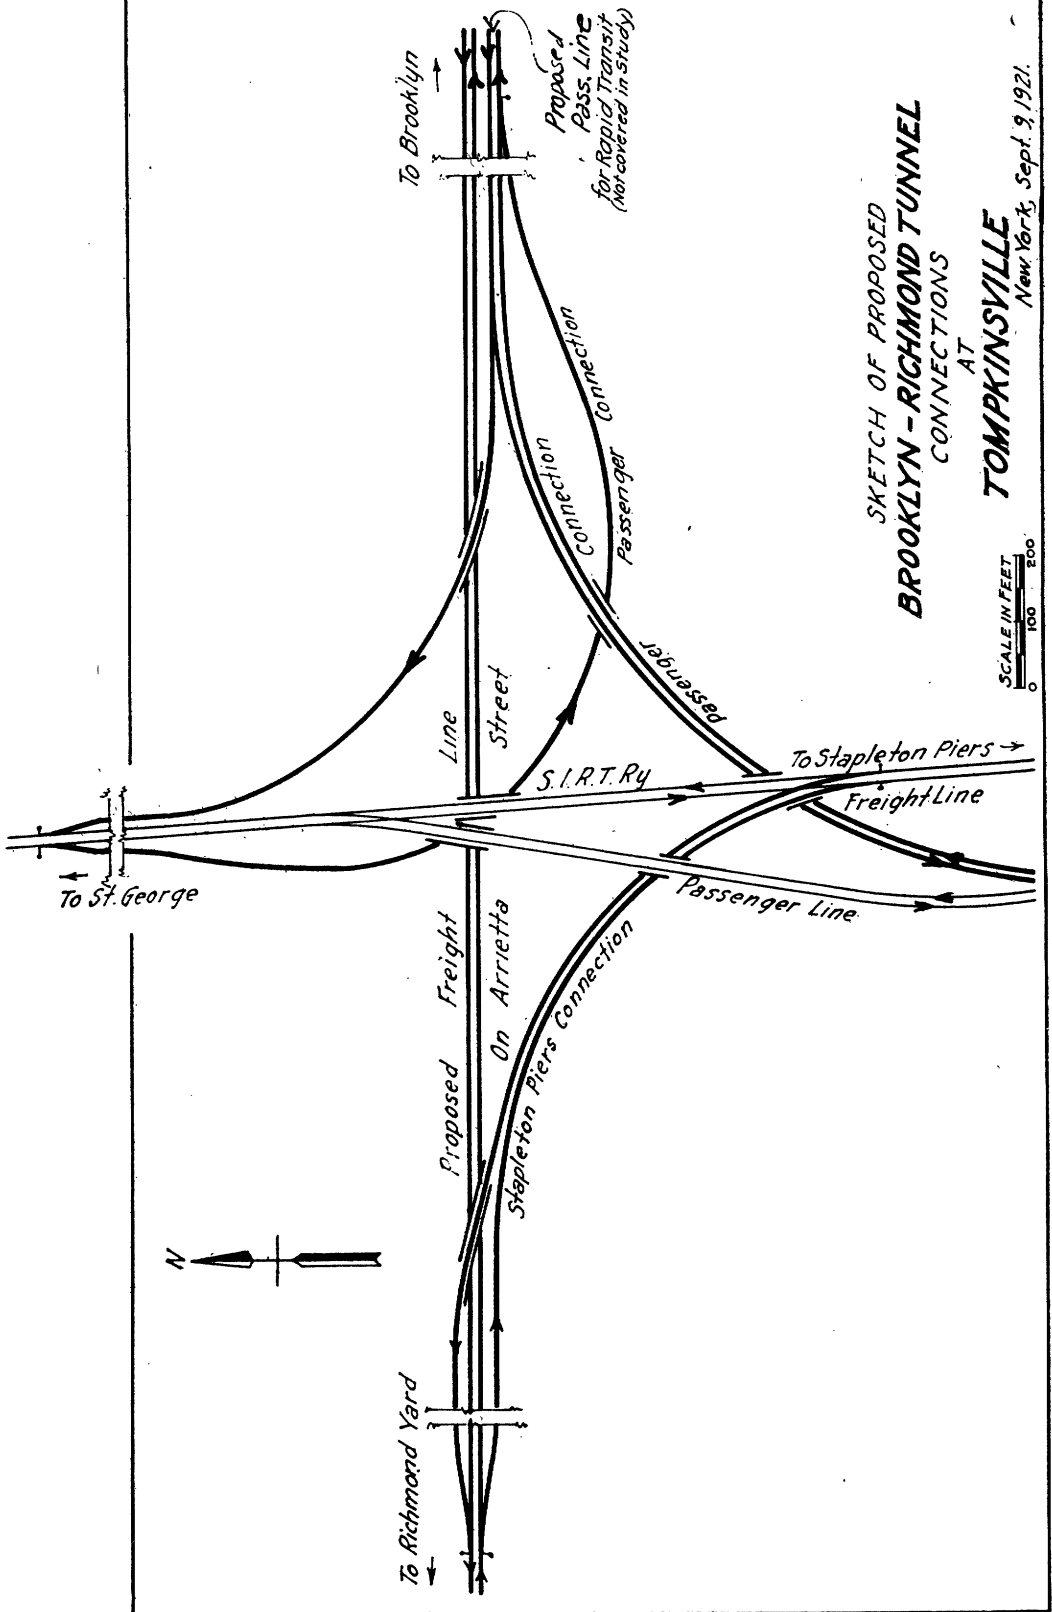 To Brooklyn
Proposed
Pass. Line
for Rapid Transit
(Not covered in Study)
Passenger Connection
Passenger Connection
Proposed Freight Line
On Arrietta Street
S.I.R.T.Ry
To Stapleton Piers
Freight Line
Passenger Line
To St. George
Stapleton Piers Connection
N
To Richmond Yard
SKETCH OF PROPOSED
BROOKLYN - RICHMOND TUNNEL
CONNECTIONS
AT
TOMPKINSVILLE
New York, Sept. 9, 1921.
SCALE IN FEET
0 100 200